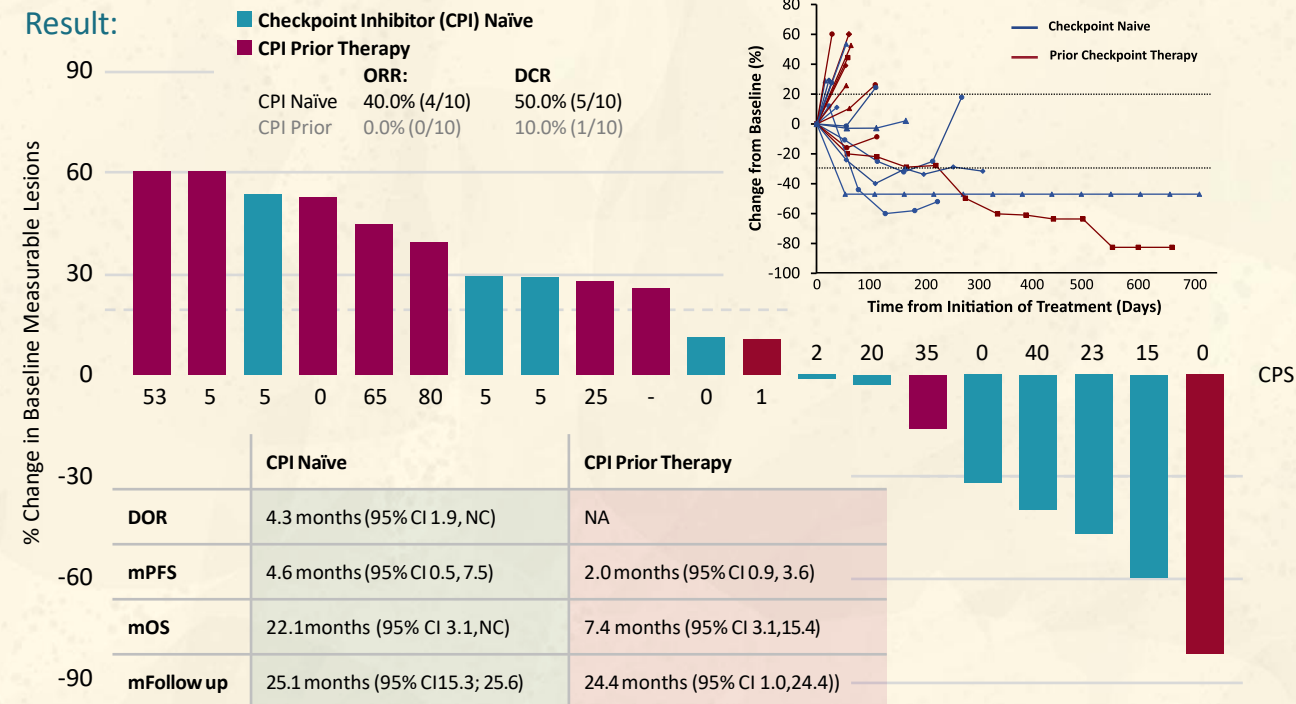 Result:
Checkpoint Inhibitor (CPI) Naïve
CPI Prior Therapy
ORR: DCR
CPI Naïve 40.0% (4/10) 50.0% (5/10)
CPI Prior 0.0% (0/10) 10.0% (1/10)
% Change in Baseline Measurable Lesions
90
60
30
0
-30
-60
-90
53 5 5 0 65 80 5 5 25 - 0 1
2 20 35 0 40 23 15 0
CPS
Change from Baseline (%)
80
60
40
20
0
-20
-40
-60
-80
-100
Checkpoint Naive
Prior Checkpoint Therapy
0 100 200 300 400 500 600 700
Time from Initiation of Treatment (Days)
CPI Naïve CPI Prior Therapy
DOR 4.3 months (95% CI 1.9, NC) NA
mPFS 4.6 months (95% CI 0.5, 7.5) 2.0 months (95% CI 0.9, 3.6)
mOS 22.1months (95% CI 3.1,NC) 7.4 months (95% CI 3.1,15.4)
mFollow up 25.1 months (95% CI15.3; 25.6) 24.4 months (95% CI 1.0,24.4))